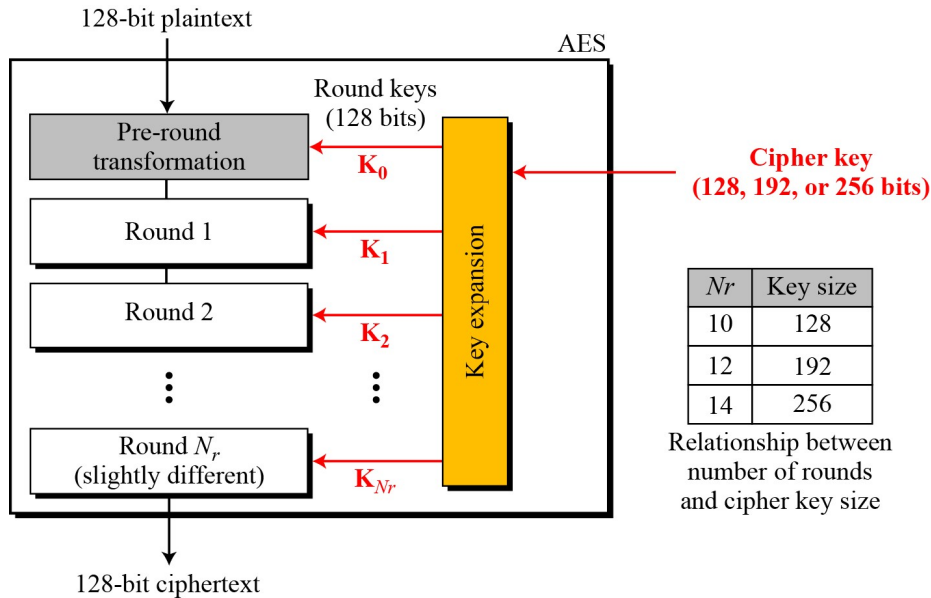 128-bit plaintext
AES
Round keys
(128 bits)
Pre-round
transformation
K0
Cipher key
(128, 192, or 256 bits)
Round 1
K1
Round 2
K2
Key expansion
Round Nr
(slightly different)
KNr
128-bit ciphertext
Nr Key size
10 128
12 192
14 256
Relationship between
number of rounds
and cipher key size